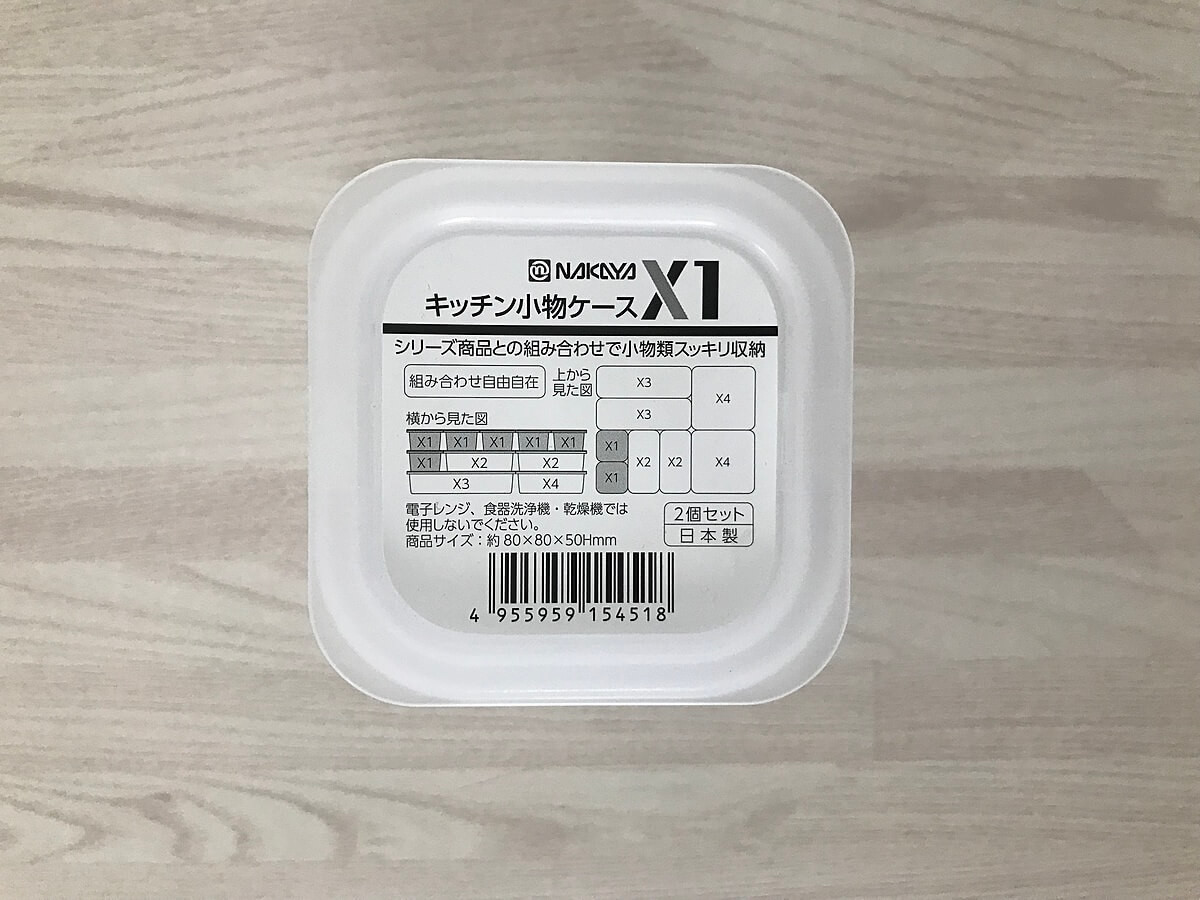 NAKAYA
キッチン小物ケース X1
シリーズ商品との組み合わせで小物類スッキリ収納
組み合わせ自由自在
上から
見た図
X3
X4
X3
X1
X2
X2
X4
X1
横から見た図
X1 X1 X1 X1 X1
X1 X2 X2
X3 X4
電子レンジ、食器洗浄機・乾燥機では
使用しないでください。
商品サイズ：約 80×80×50Hmm
2個セット
日本製
4 955959 154518